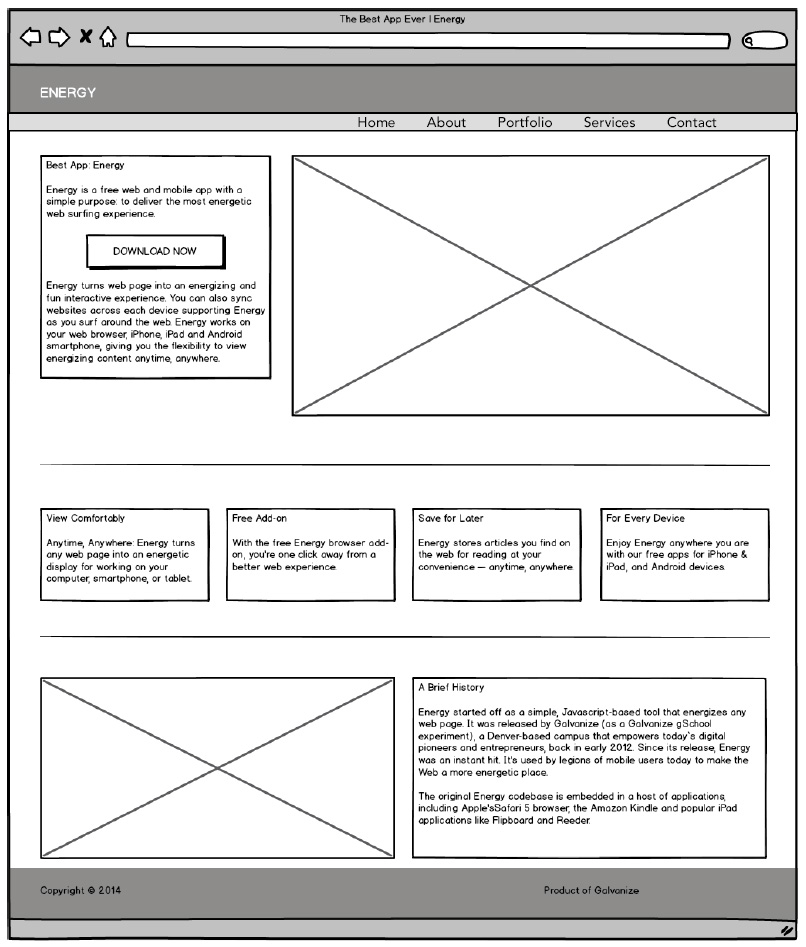 The Best App Ever | Energy
ENERGY
Home About Portfolio Services Contact
Best App: Energy
Energy is a free web and mobile app with a
simple purpose: to deliver the most energetic
web surfing experience.
DOWNLOAD NOW
Energy turns web page into an energizing and
fun interactive experience. You can also sync
websites across each device supporting Energy
as you surf around the web. Energy works on
your web browser, iPhone, iPad and Android
smartphone, giving you the flexibility to view
energizing content anytime, anywhere.
View Comfortably
Anytime, Anywhere: Energy turns
any web page into an energetic
display for working on your
computer, smartphone, or tablet.
Free Add-on
With the free Energy browser add-
on, you're one click away from a
better web experience.
Save for Later
Energy stores articles you find on
the web for reading at your
convenience — anytime, anywhere.
For Every Device
Enjoy Energy anywhere you are
with our free apps for iPhone &
iPad, and Android devices.
A Brief History
Energy started off as a simple, Javascript-based tool that energizes any
web page. It was released by Galvanize (as a Galvanize gSchool
experiment), a Denver-based campus that empowers today`s digital
pioneers and entrepreneurs, back in early 2012. Since its release, Energy
was an instant hit. It's used by legions of mobile users today to make the
Web a more energetic place.
The original Energy codebase is embedded in a host of applications,
including Apple'sSafari 5 browser, the Amazon Kindle and popular iPad
applications like Flipboard and Reeder.
Copyright © 2014
Product of Galvanize